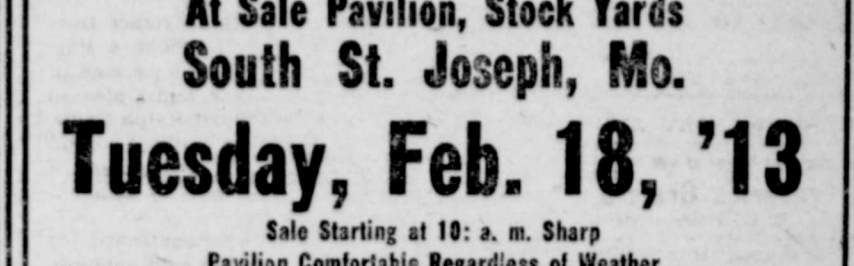 At Sale Pavilion, Stock Yards
South St. Joseph, Mo.
Tuesday, Feb. 18, '13
Sale Starting at 10: a. m. Sharp
Pavilion Comfortable Regardless of Weather